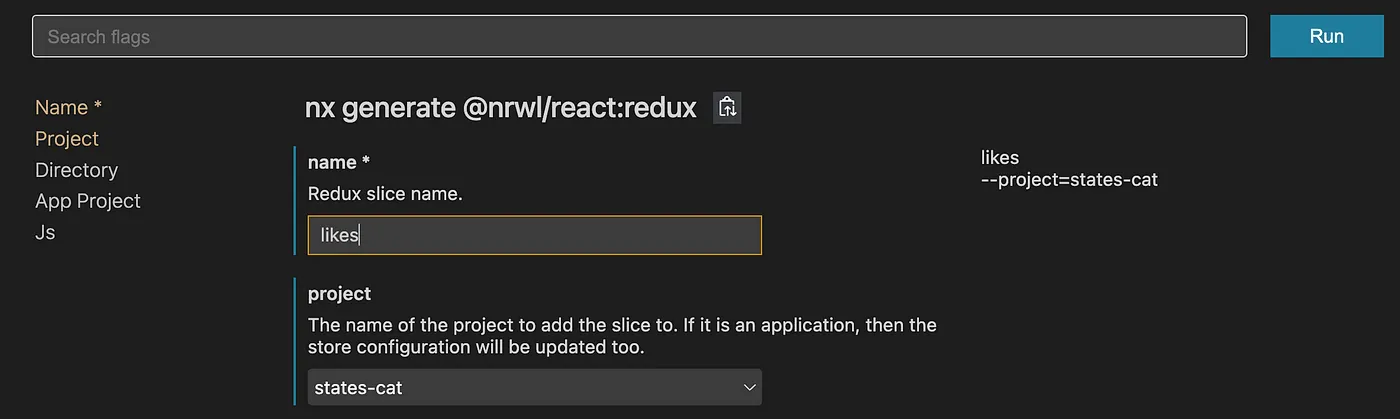 Search flags
Run
Name *
Project
Directory
App Project
Js
nx generate @nrwl/react:redux
name *
Redux slice name.
likes
project
The name of the project to add the slice to. If it is an application, then the
store configuration will be updated too.
states-cat
likes
--project=states-cat